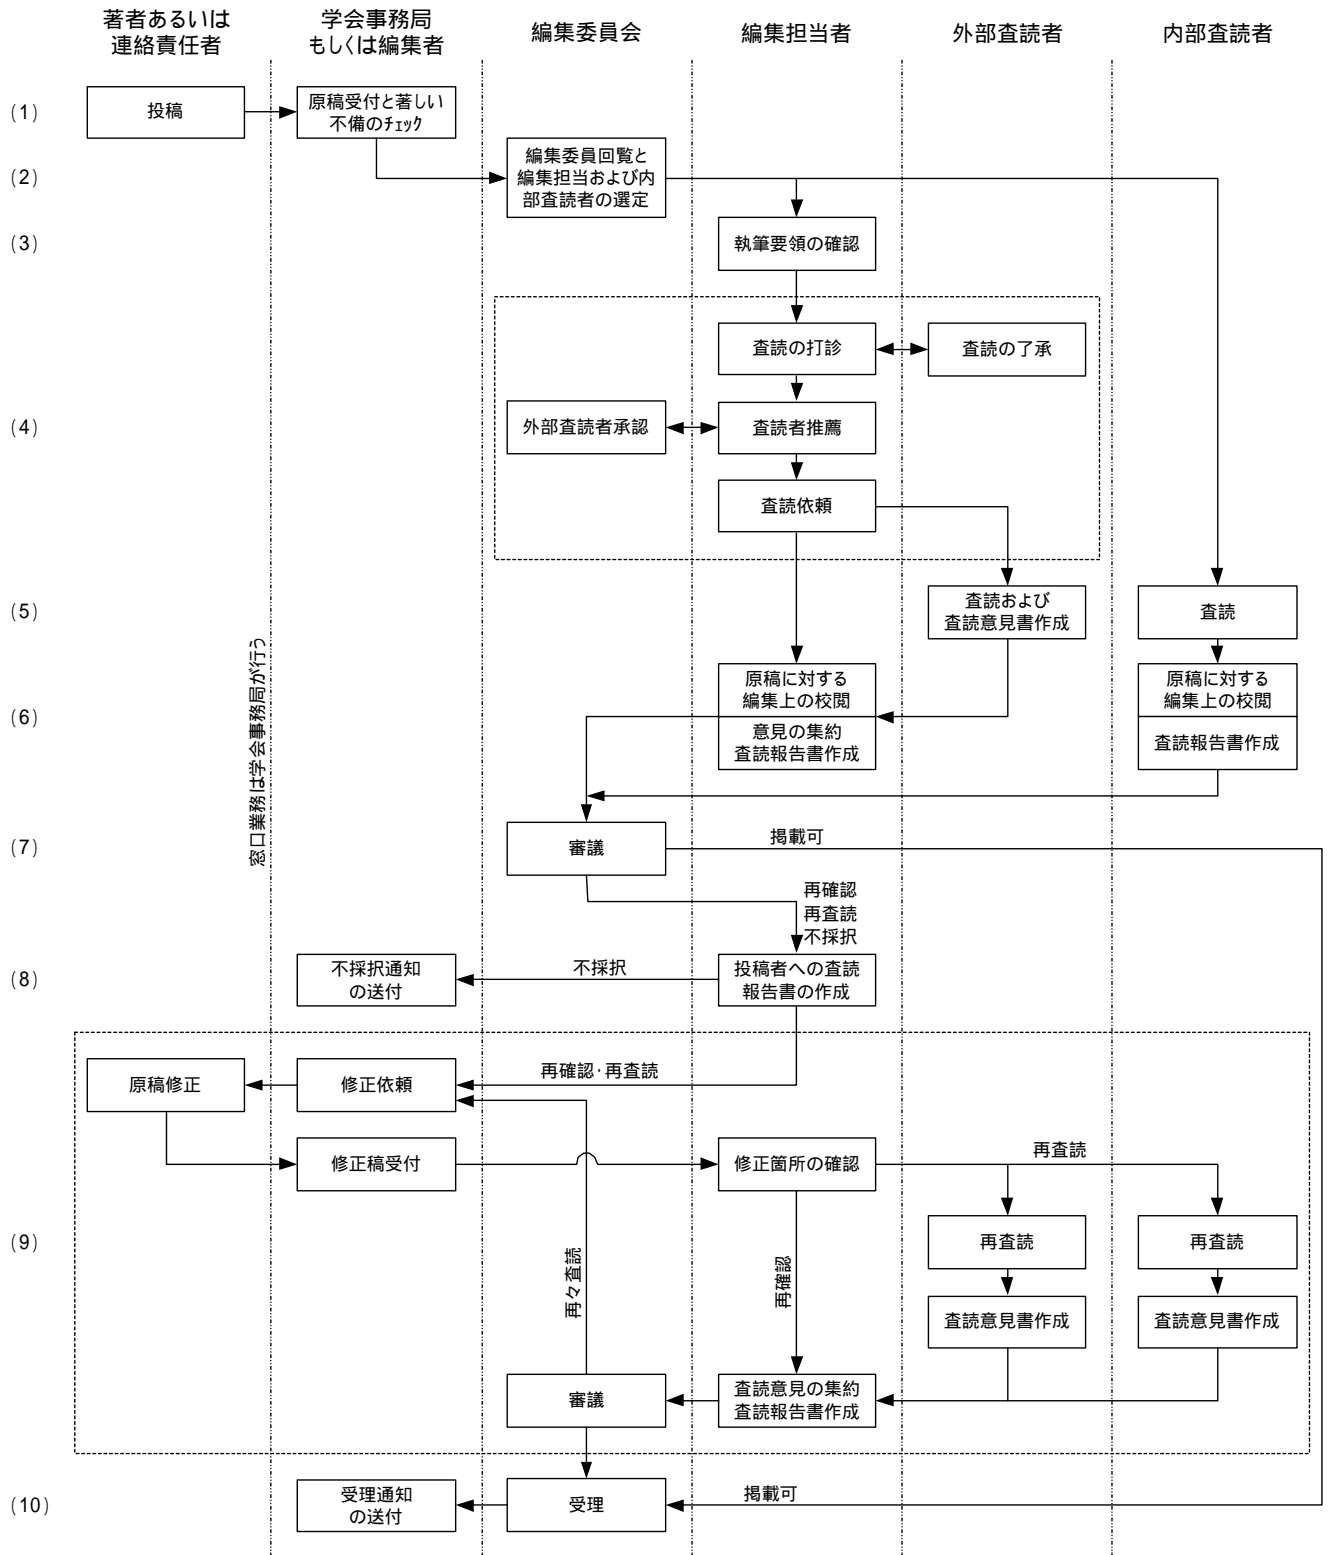 著者あるいは
連絡責任者
学会事務局
もしくは編集者
編集委員会
編集担当者
外部査読者
内部査読者
(1)
投稿
原稿受付と著しい
不備のチェック
(2)
編集委員回覧と
編集担当および内
部査読者の選定
(3)
執筆要領の確認
査読の打診
査読の了承
(4)
外部査読者承認
査読者推薦
査読依頼
(5)
査読および
査読意見書作成
査読
窓口業務は学会事務局が行う
(6)
原稿に対する
編集上の校閲
意見の集約
査読報告書作成
原稿に対する
編集上の校閲
査読報告書作成
(7)
審議
掲載可
再確認
再査読
不採択
(8)
不採択通知
の送付
不採択
投稿者への査読
報告書の作成
原稿修正
修正依頼
再確認・再査読
修正稿受付
修正箇所の確認
再査読
(9)
再々査読
再確認
再査読
再査読
査読意見書作成
査読意見書作成
審議
査読意見の集約
査読報告書作成
(10)
受理通知
の送付
受理
掲載可